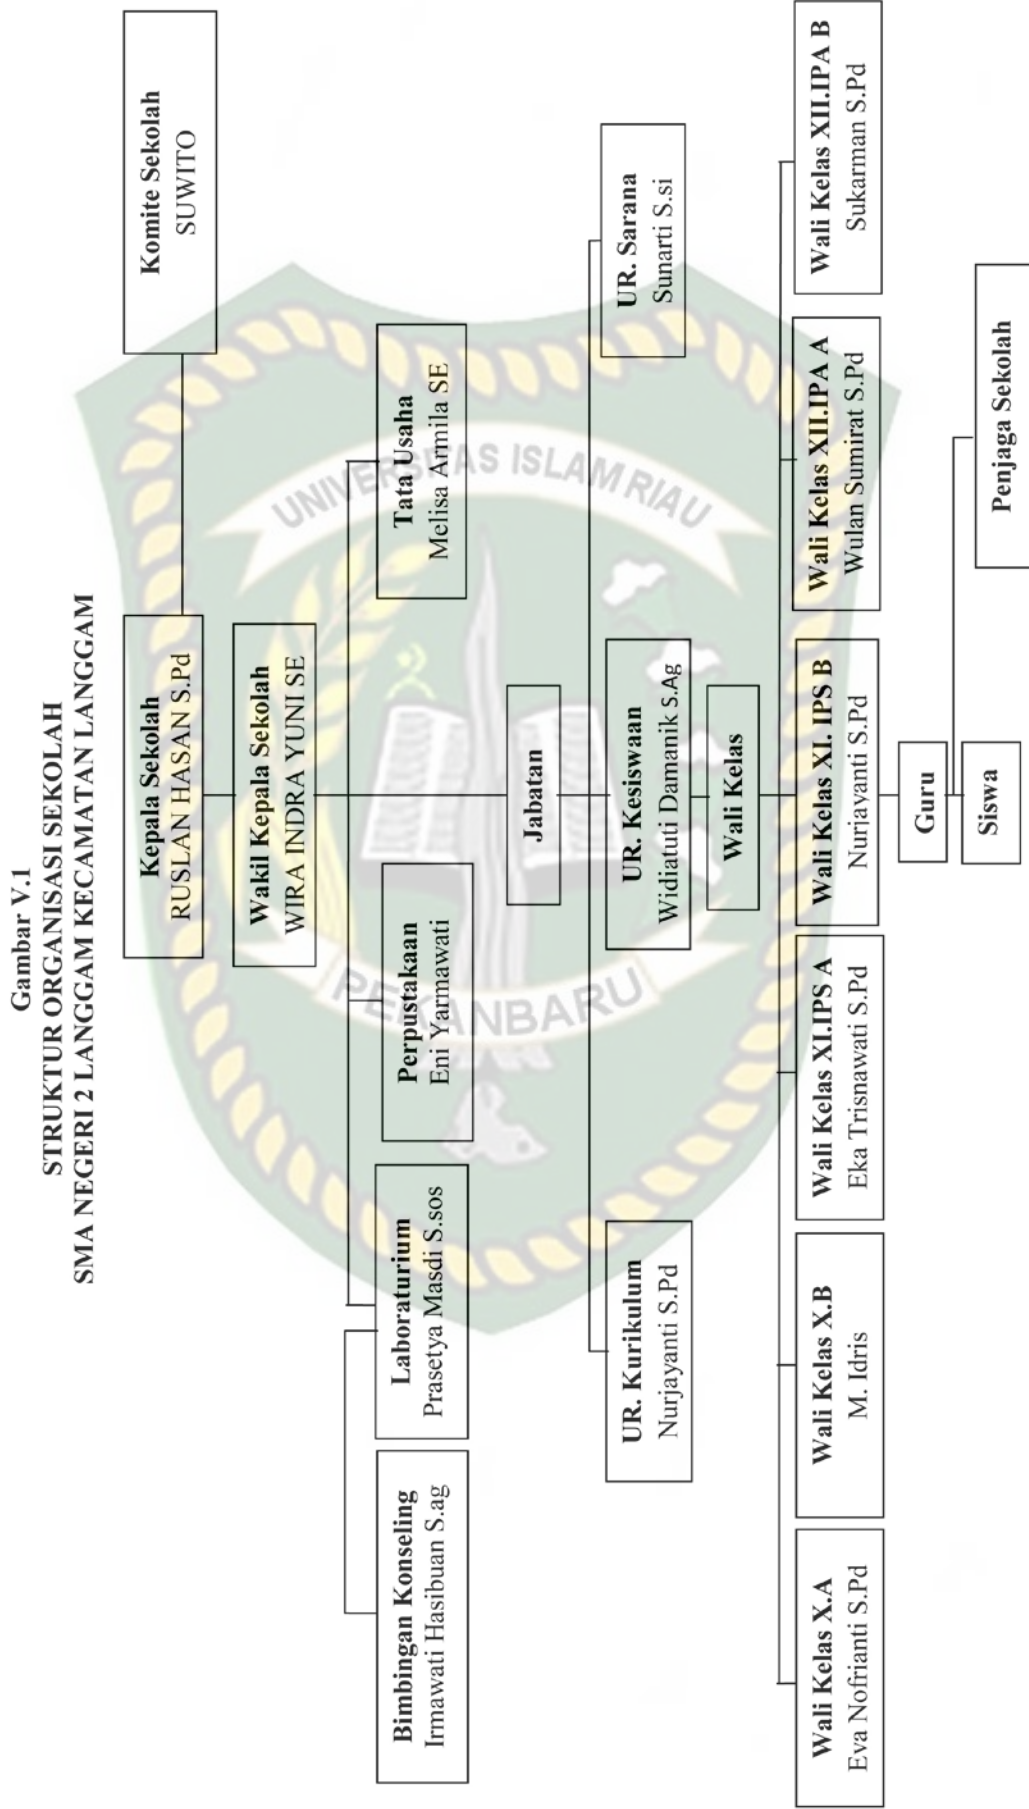 Gambar V.1
STRUKTUR ORGANISASI SEKOLAH
SMA NEGERI 2 LANGGAM KECAMATAN LANGGAM
Kepala Sekolah
RUSLAN HASAN S.Pd
Komite Sekolah
SUWITO
Wakil Kepala Sekolah
WIRA INDRA YUNI SE
Bimbingan Konseling
Irmawati Hasibuan S.ag
Laboraturium
Prasetya Masdi S.sos
Perpustakaan
Eni Yarmawati
Tata Usaha
Melisa Armila SE
Jabatan
UR. Kurikulum
Nurjayanti S.Pd
UR. Kesiswaan
Widiatuti Damanik s.Ag
UR. Sarana
Sunarti S.si
Wali Kelas
Wali Kelas X.A
Eva Nofrianti S.Pd
Wali Kelas X.B
M. Idris
Wali Kelas XI.IPS A
Eka Trisnawati S.Pd
Wali Kelas XI. IPS B
Nurjayanti S.Pd
Wali Kelas XII.IPA A
Wulan Sumirat S.Pd
Wali Kelas XII.IPA B
Sukarman S.Pd
Guru
Siswa
Penjaga Sekolah
UNIVERSITAS ISLAM RIAU
PEKANBARU